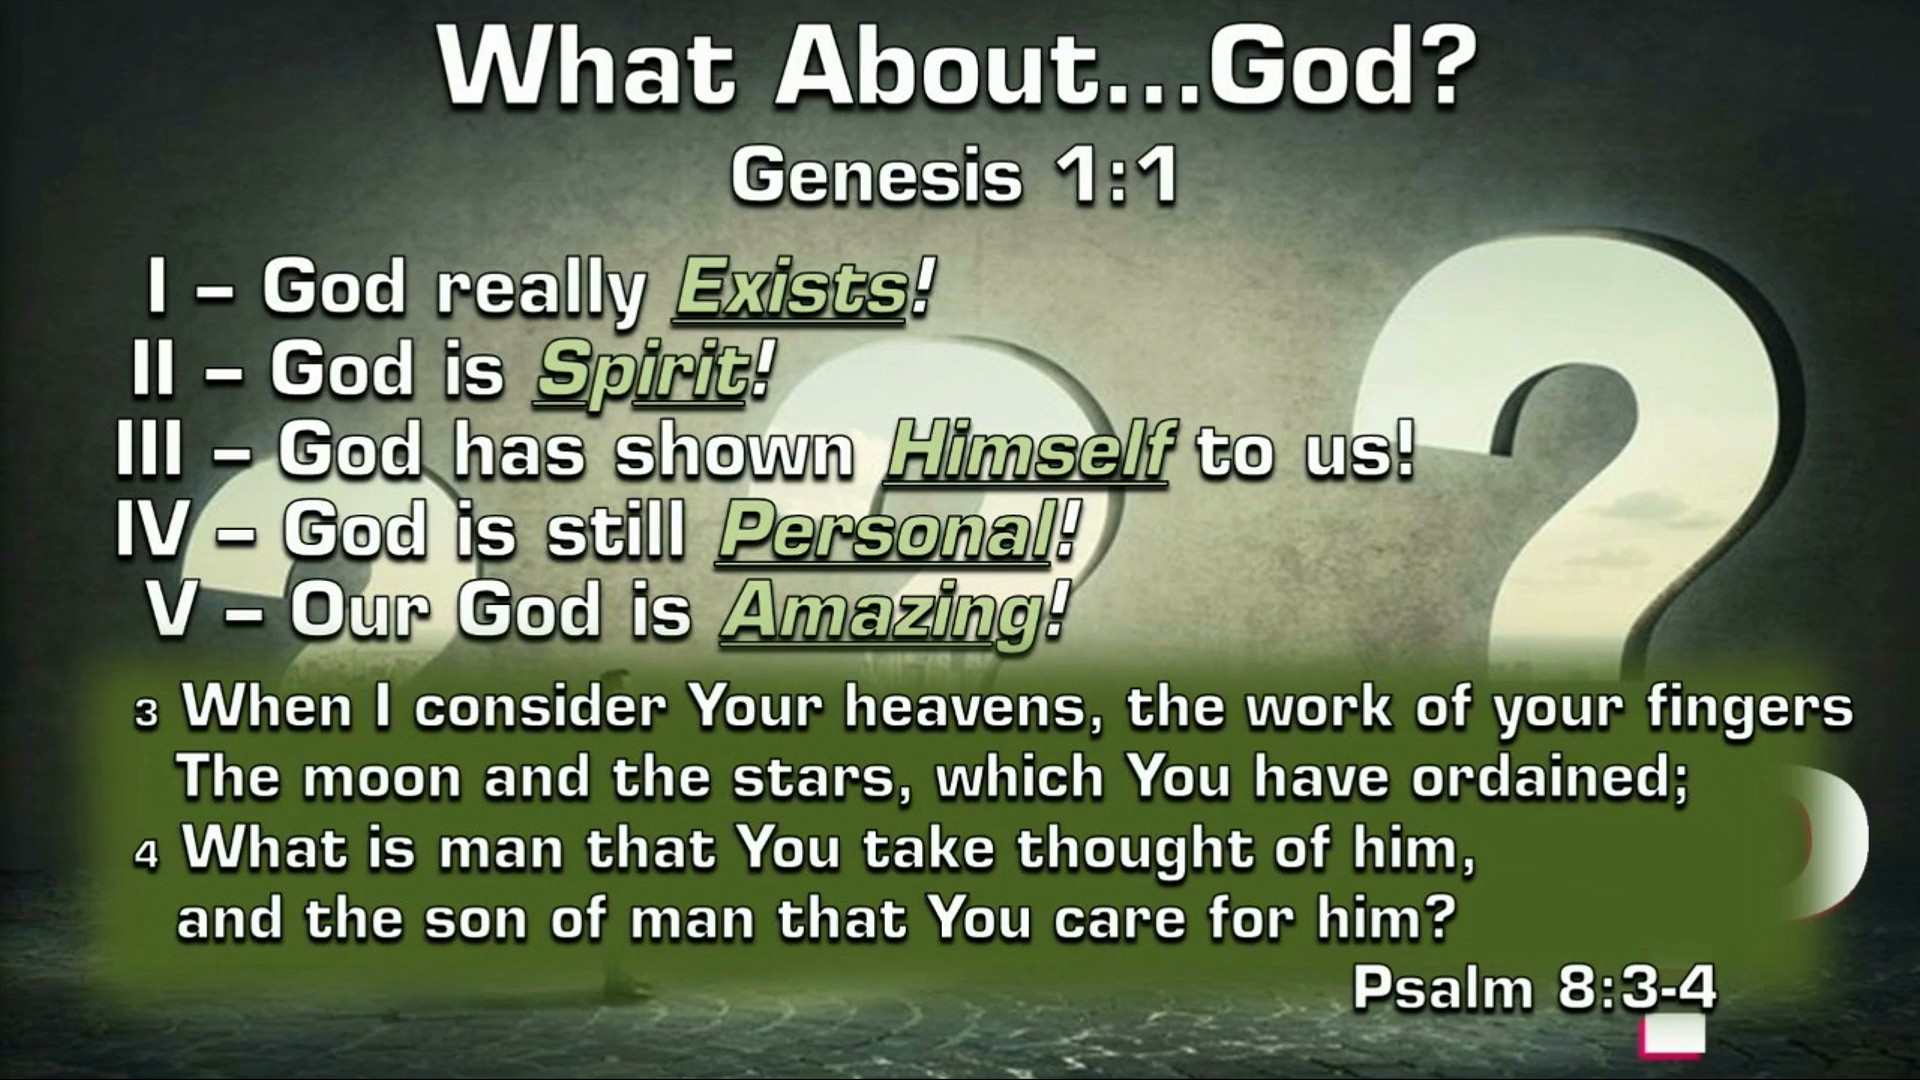 What About...God?
Genesis 1:1
I – God really Exists!
II – God is Spirit!
III – God has shown Himself to us!
IV – God is still Personal!
V – Our God is Amazing!
3 When I consider Your heavens, the work of your fingers
The moon and the stars, which You have ordained;
4 What is man that You take thought of him,
and the son of man that You care for him?
Psalm 8:3-4